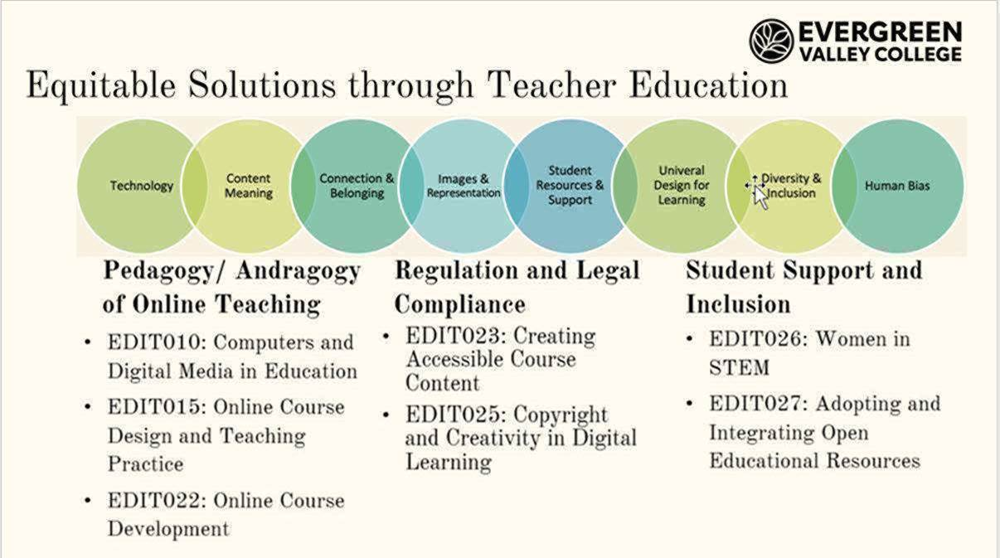 EVERGREEN
VALLEY COLLEGE
Equitable Solutions through Teacher Education
Technology
Content
Meaning
Connection &
Belonging
Images &
Representation
Student
Resources &
Support
Univeral
Design for
Learning
Diversity &
Inclusion
Human Bias
Pedagogy/ Andragogy
of Online Teaching
• EDIT010: Computers and
Digital Media in Education
• EDIT015: Online Course
Design and Teaching
Practice
• EDIT022: Online Course
Development
Regulation and Legal
Compliance
• EDIT023: Creating
Accessible Course
Content
• EDIT025: Copyright
and Creativity in Digital
Learning
Student Support and
Inclusion
• EDIT026: Women in
STEM
• EDIT027: Adopting and
Integrating Open
Educational Resources